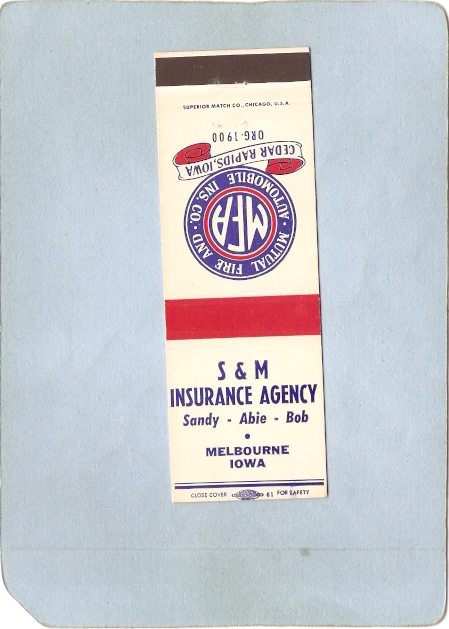 SUPERIOR MATCH CO., CHICAGO, U.S.A.
ORG. 1900
CEDAR RAPIDS, IOWA
MUTUAL FIRE AND AUTOMOBILE INS. CO.
MFA
S & M
INSURANCE AGENCY
Sandy - Abie - Bob
MELBOURNE
IOWA
CLOSE COVER 61 FOR SAFETY